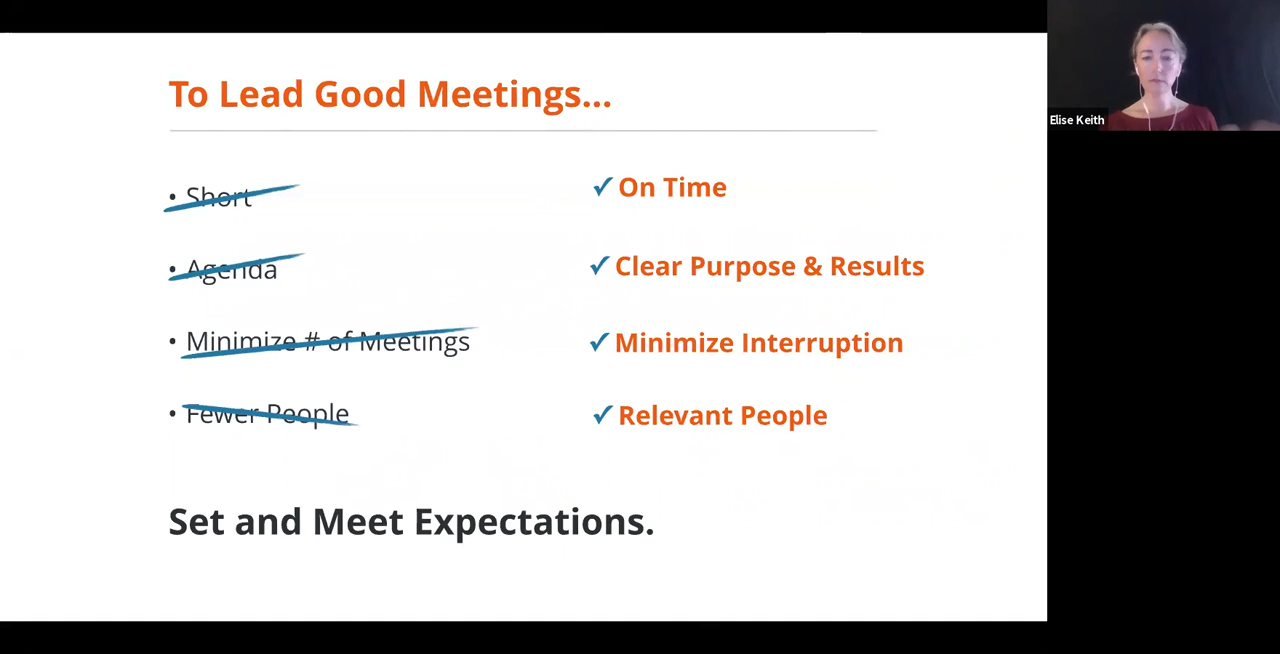 To Lead Good Meetings...
• Short
✓ On Time
• Agenda
✓ Clear Purpose & Results
• Minimize # of Meetings
✓ Minimize Interruption
• Fewer People
✓ Relevant People
Set and Meet Expectations.
Elise Keith